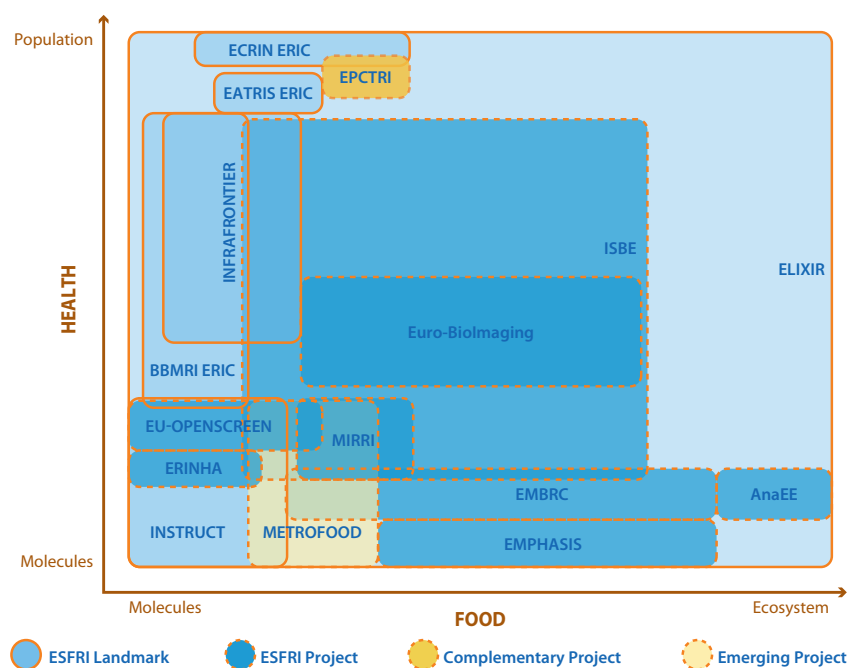 Population
ECRIN ERIC
EPCTRI
EATRIS ERIC
INFRAFRONTIER
ISBE
ELIXIR
HEALTH
Euro-BioImaging
BBMRI ERIC
EU-OPENSCREEN
MIRRI
ERINHA
EMBRC
AnaEE
INSTRUCT
METROFOOD
EMPHASIS
Molecules
Molecules
FOOD
Ecosystem
ESFRI Landmark
ESFRI Project
Complementary Project
Emerging Project